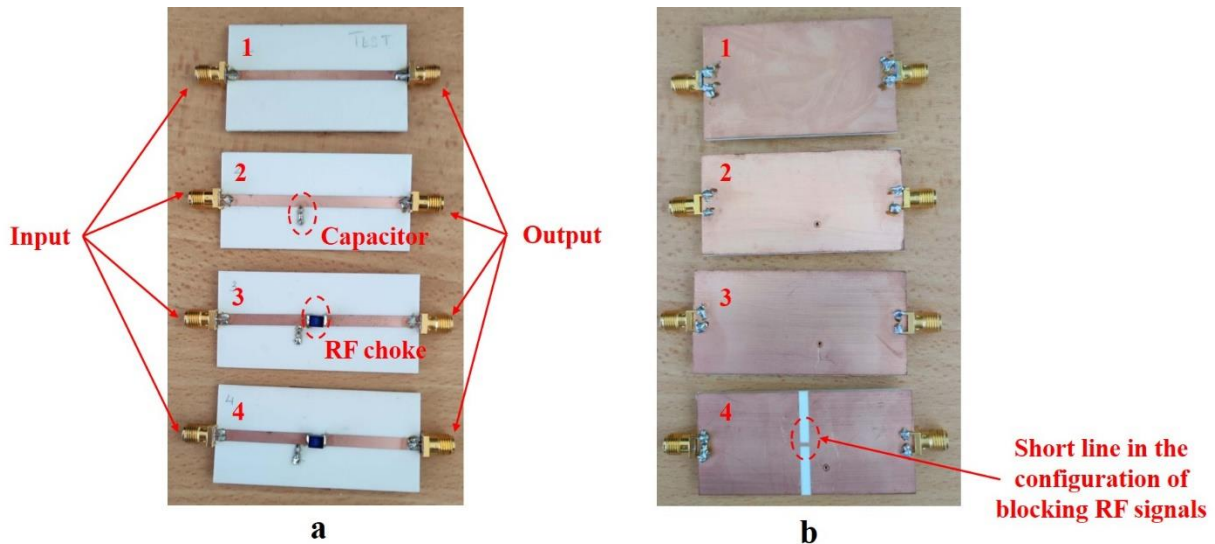 1
TEST
2
Capacitor
Input
Output
3
RF choke
4
4
a
1
2
3
4
Short line in the
configuration of
blocking RF signals
b